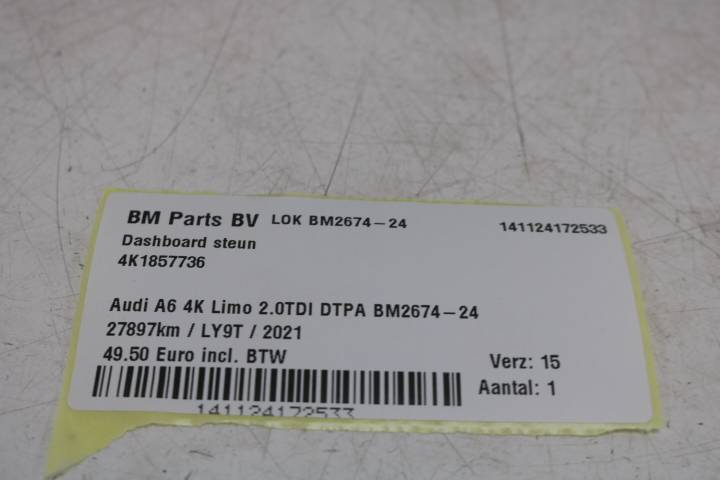 BM Parts BV LOK BM2674-24 141124172533
Dashboard steun
4K1857736
Audi A6 4K Limo 2.0TDI DTPA BM2674-24
27897km / LY9T / 2021
49.50 Euro incl. BTW
Verz: 15
Aantal: 1
141124172533